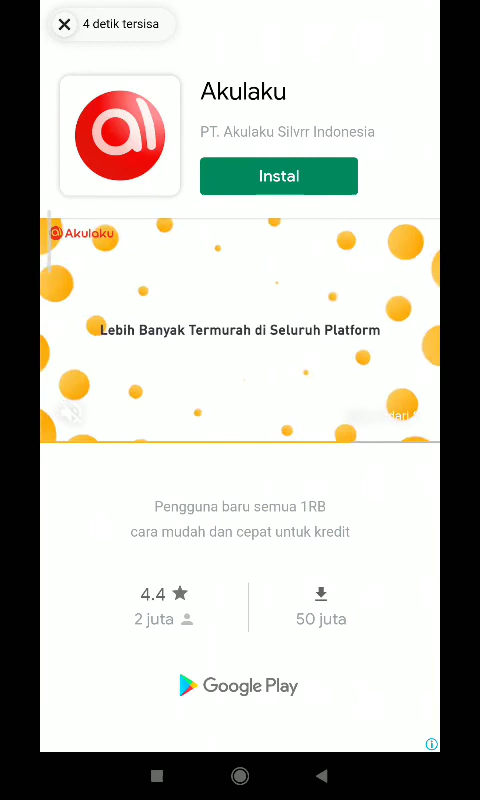 4 detik tersisa
Akulaku
PT. Akulaku Silvrr Indonesia
Instal
Akulaku
Lebih Banyak Termurah di Seluruh Platform
dari
Pengguna baru semua 1RB
cara mudah dan cepat untuk kredit
4.4
2 juta
50 juta
Google Play